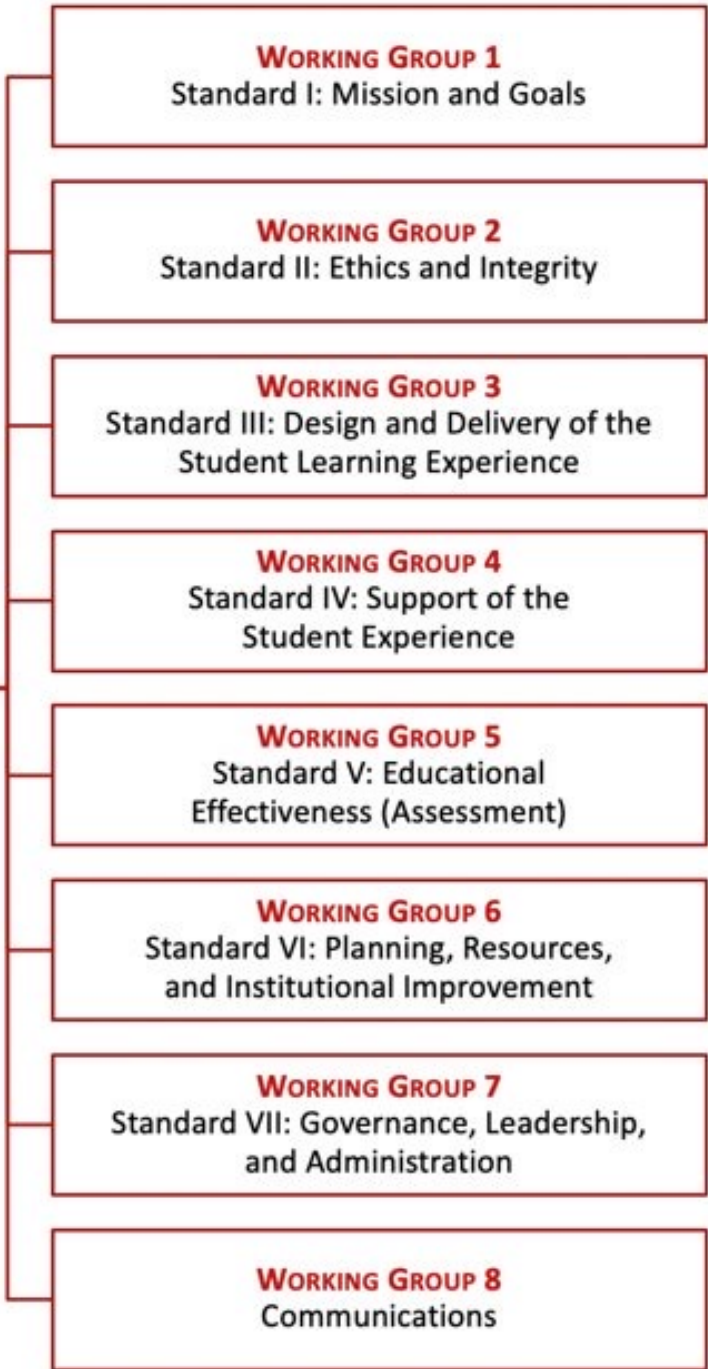 WORKING GROUP 1
Standard I: Mission and Goals
WORKING GROUP 2
Standard II: Ethics and Integrity
WORKING GROUP 3
Standard III: Design and Delivery of the
Student Learning Experience
WORKING GROUP 4
Standard IV: Support of the
Student Experience
WORKING GROUP 5
Standard V: Educational
Effectiveness (Assessment)
WORKING GROUP 6
Standard VI: Planning, Resources,
and Institutional Improvement
WORKING GROUP 7
Standard VII: Governance, Leadership,
and Administration
WORKING GROUP 8
Communications